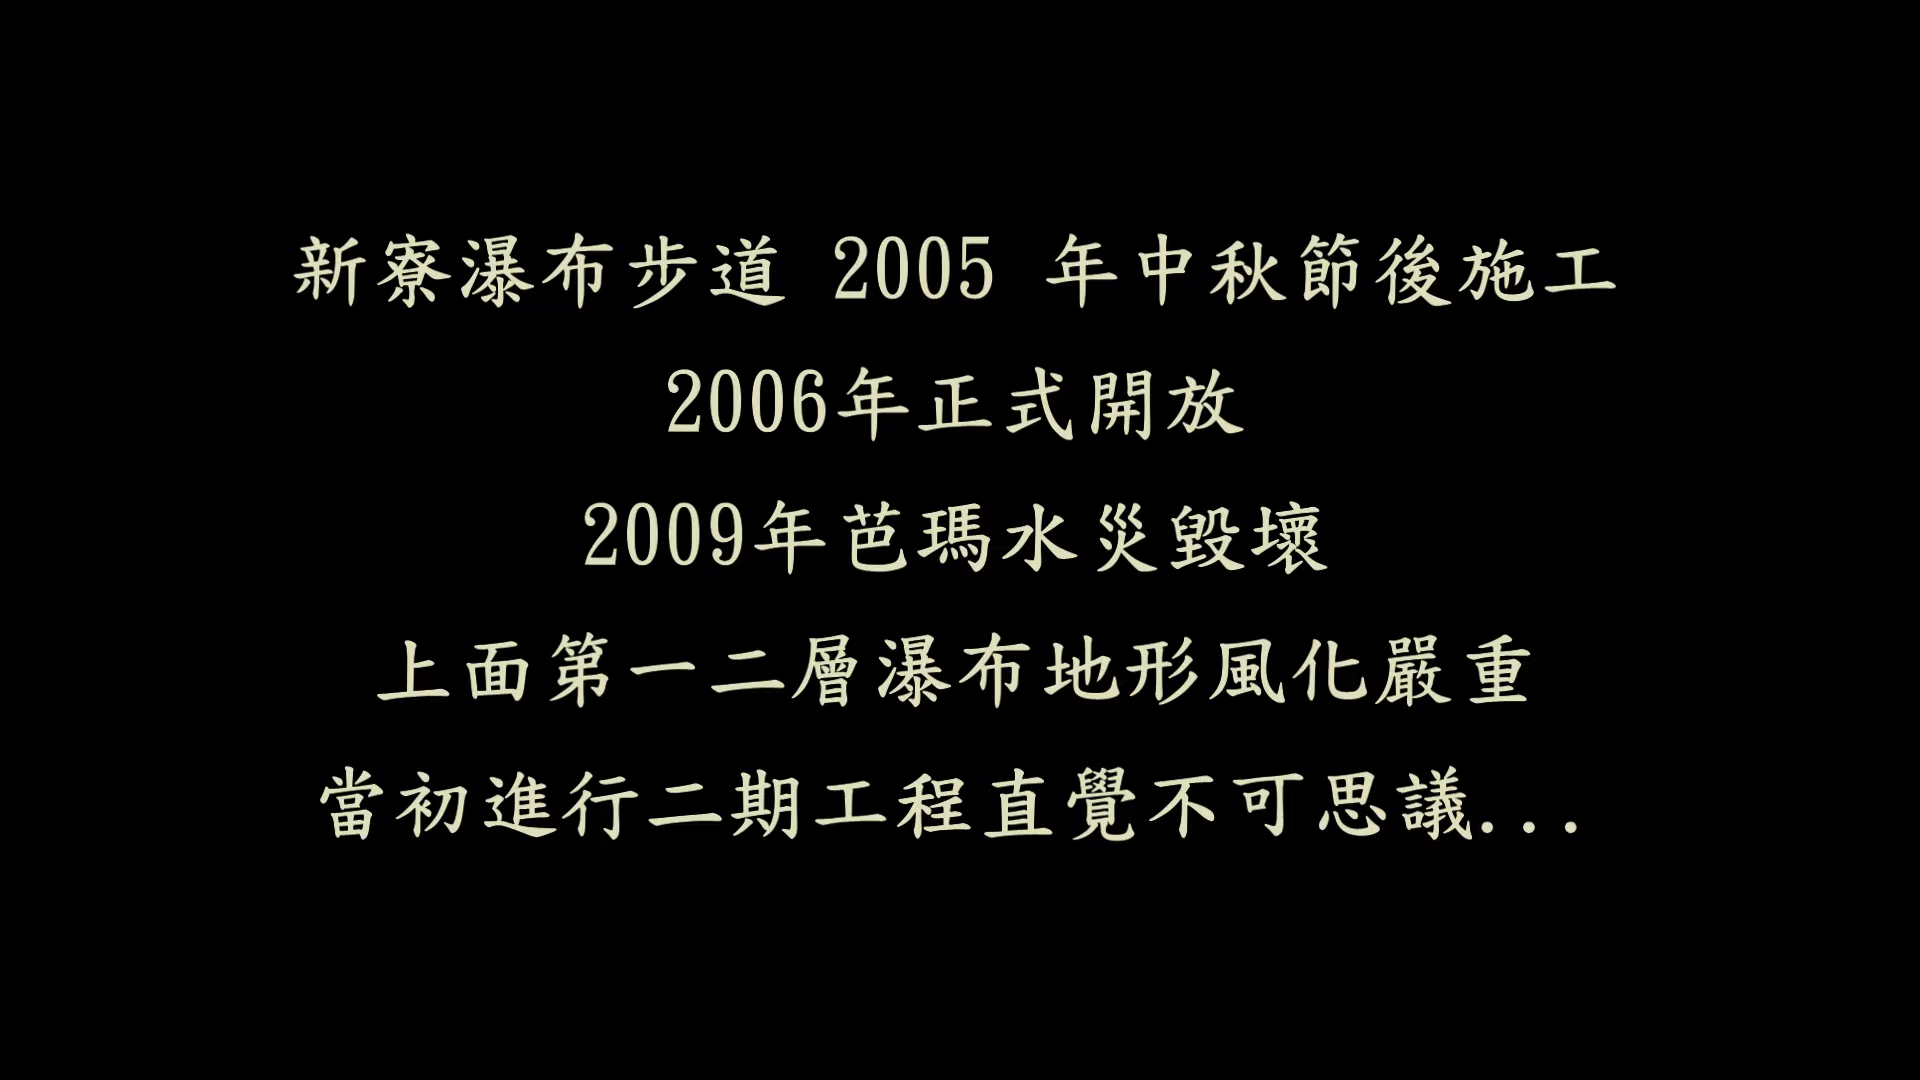 新寮瀑布步道 2005 年中秋節後施工
2006年正式開放
2009年芭瑪水災毀壞
上面第一二層瀑布地形風化嚴重
當初進行二期工程直覺不可思議...